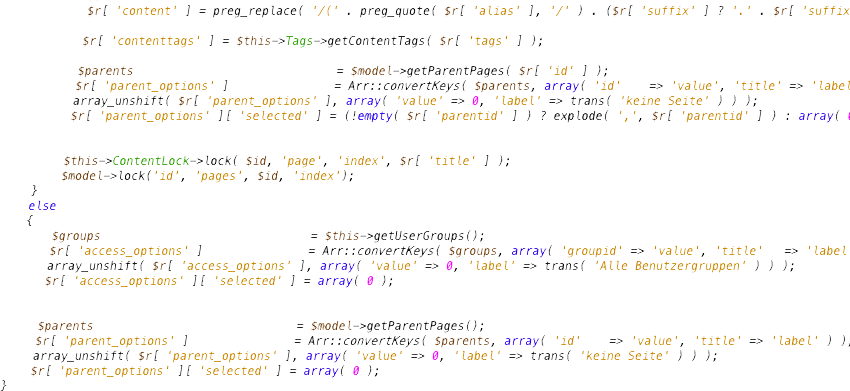 $r[ 'content' ] = preg_replace( '/(' . preg_quote( $r[ 'alias' ], '/' ) . ($r[ 'suffix' ] ? '.' . $r[ 'suffix
$r[ 'contenttags' ] = $this->Tags->getContentTags( $r[ 'tags' ] );
$parents = $model->getParentPages( $r[ 'id' ] );
$r[ 'parent_options' ] = Arr::convertKeys( $parents, array( 'id' => 'value', 'title' => 'label
array_unshift( $r[ 'parent_options' ], array( 'value' => 0, 'label' => trans( 'keine Seite' ) ) );
$r[ 'parent_options' ][ 'selected' ] = (!empty( $r[ 'parentid' ] ) ? explode( ',', $r[ 'parentid' ] ) : array( 0
$this->ContentLock->lock( $id, 'page', 'index', $r[ 'title' ] );
$model->lock('id', 'pages', $id, 'index');
}
else
{
$groups = $this->getUserGroups();
$r[ 'access_options' ] = Arr::convertKeys( $groups, array( 'groupid' => 'value', 'title' => 'label
array_unshift( $r[ 'access_options' ], array( 'value' => 0, 'label' => trans( 'Alle Benutzergruppen' ) ) );
$r[ 'access_options' ][ 'selected' ] = array( 0 );
$parents = $model->getParentPages();
$r[ 'parent_options' ] = Arr::convertKeys( $parents, array( 'id' => 'value', 'title' => 'label' ) );
array_unshift( $r[ 'parent_options' ], array( 'value' => 0, 'label' => trans( 'keine Seite' ) ) );
$r[ 'parent_options' ][ 'selected' ] = array( 0 );
}